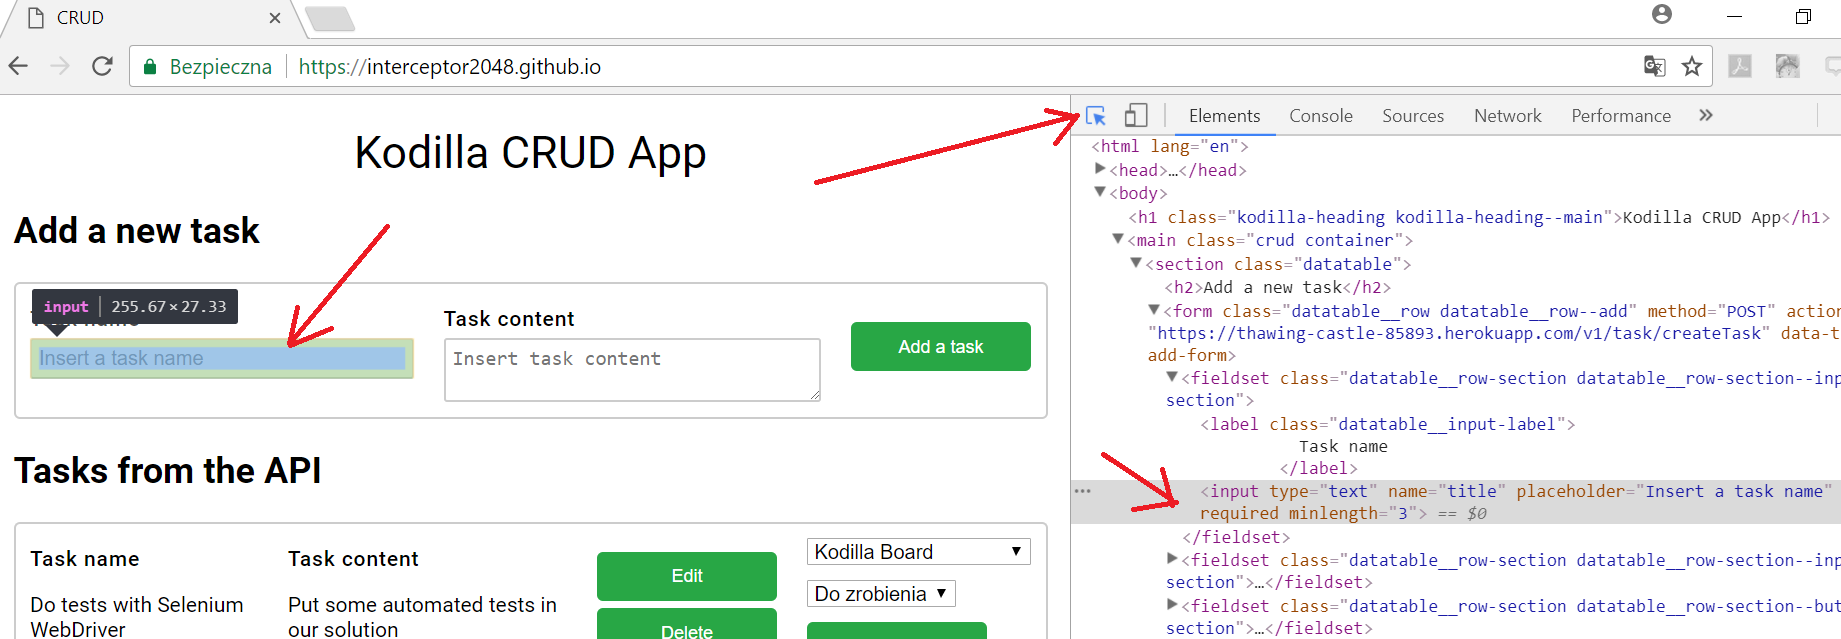 CRUD
Bezpieczna https://interceptor2048.github.io
Kodilla CRUD App
Add a new task
input 255.67 × 27.33
Insert a task name
Task content
Insert task content
Add a task
Tasks from the API
Task name
Task content
Do tests with Selenium
WebDriver
Put some automated tests in
our solution
Edit
Delete
Kodilla Board
Do zrobienia
Elements Console Sources Network Performance »
<html lang="en">
<head>…</head>
<body>
<h1 class="kodilla-heading kodilla-heading--main">Kodilla CRUD App</h1>
<main class="crud container">
<section class="datatable">
<h2>Add a new task</h2>
<form class="datatable__row datatable__row--add" method="POST" action
"https://thawing-castle-85893.herokuapp.com/v1/task/createTask" data-t
add-form>
<fieldset class="datatable__row-section datatable__row-section--inp
section">
<label class="datatable__input-label">
Task name
</label>
<input type="text" name="title" placeholder="Insert a task name"
required minlength="3"> == $0
</fieldset>
<fieldset class="datatable__row-section datatable__row-section--inp
section">…</fieldset>
<fieldset class="datatable__row-section datatable__row-section--but
section">…</fieldset>